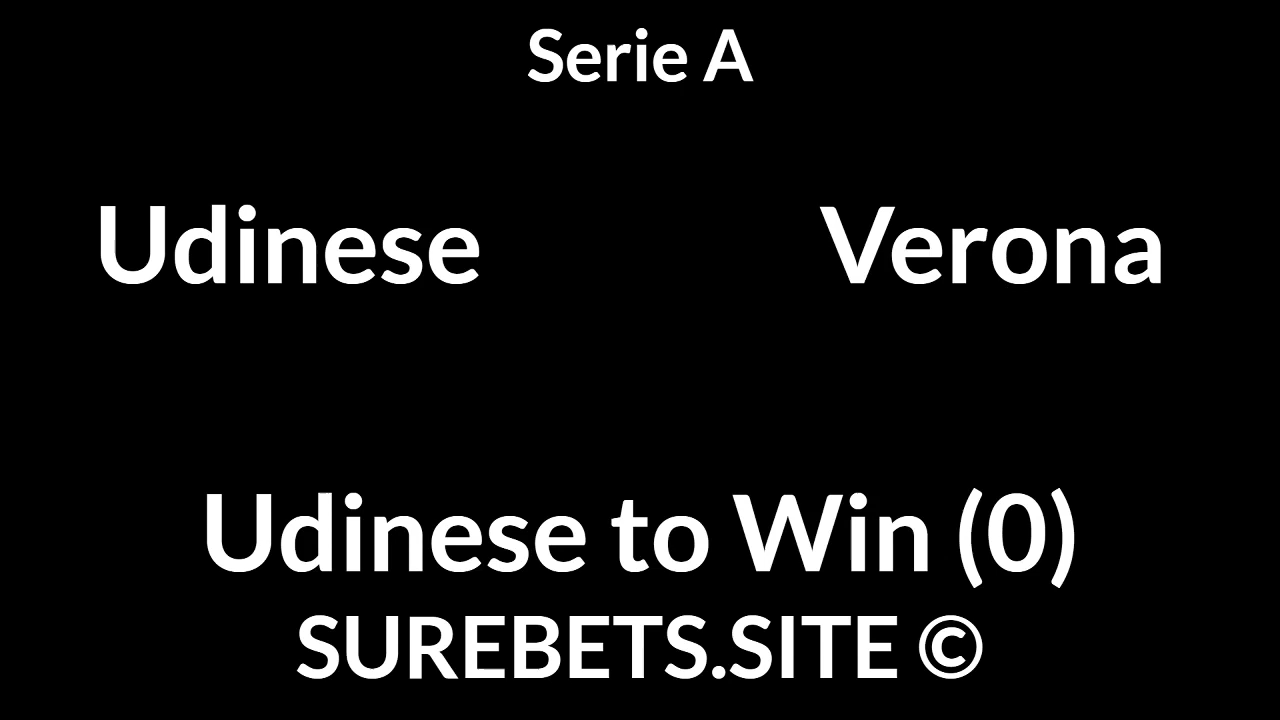 Serie A
Udinese Verona
Udinese to Win (0)
SUREBETS.SITE ©